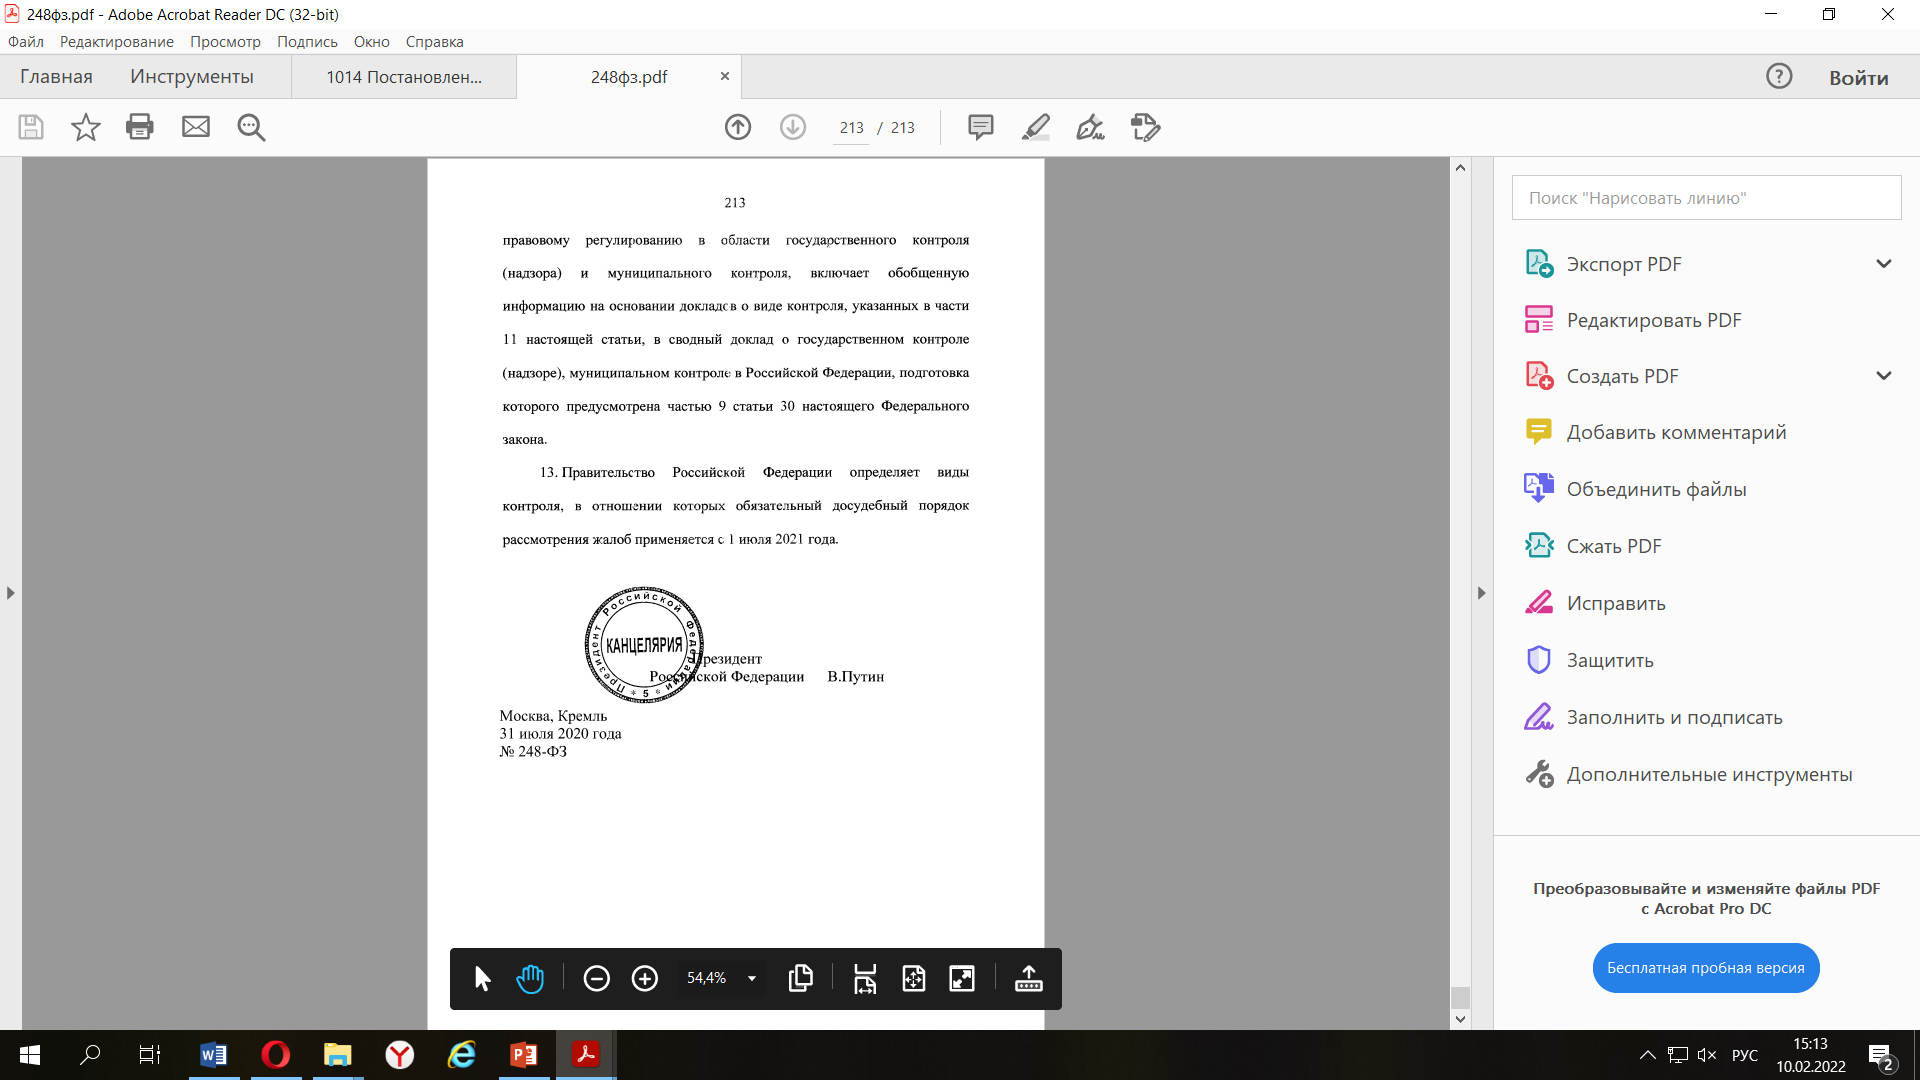 248фз.pdf - Adobe Acrobat Reader DC (32-bit)
Файл Редактирование Просмотр Подпись Окно Справка
Главная Инструменты 1014 Постановлен... 248фз.pdf × ? Войти
213 / 213
213
правовому регулированию в области государственного контроля
(надзора) и муниципального контроля, включает обобщенную
информацию на основании докладов о виде контроля, указанных в части
11 настоящей статьи, в сводный доклад о государственном контроле
(надзоре), муниципальном контроле в Российской Федерации, подготовка
которого предусмотрена частью 9 статьи 30 настоящего Федерального
закона.
13. Правительство Российской Федерации определяет виды
контроля, в отношении которых обязательный досудебный порядок
рассмотрения жалоб применяется с 1 июля 2021 года.
Президент Российской Федерации * 5 *
КАНЦЕЛЯРИЯ
Президент
Российской Федерации В.Путин
Москва, Кремль
31 июля 2020 года
№ 248-ФЗ
54,4%
Поиск "Нарисовать линию"
Экспорт PDF
Редактировать PDF
Создать PDF
Добавить комментарий
Объединить файлы
Сжать PDF
Исправить
Защитить
Заполнить и подписать
Дополнительные инструменты
Преобразовывайте и изменяйте файлы PDF
с Acrobat Pro DC
Бесплатная пробная версия
РУС
15:13
10.02.2022
2